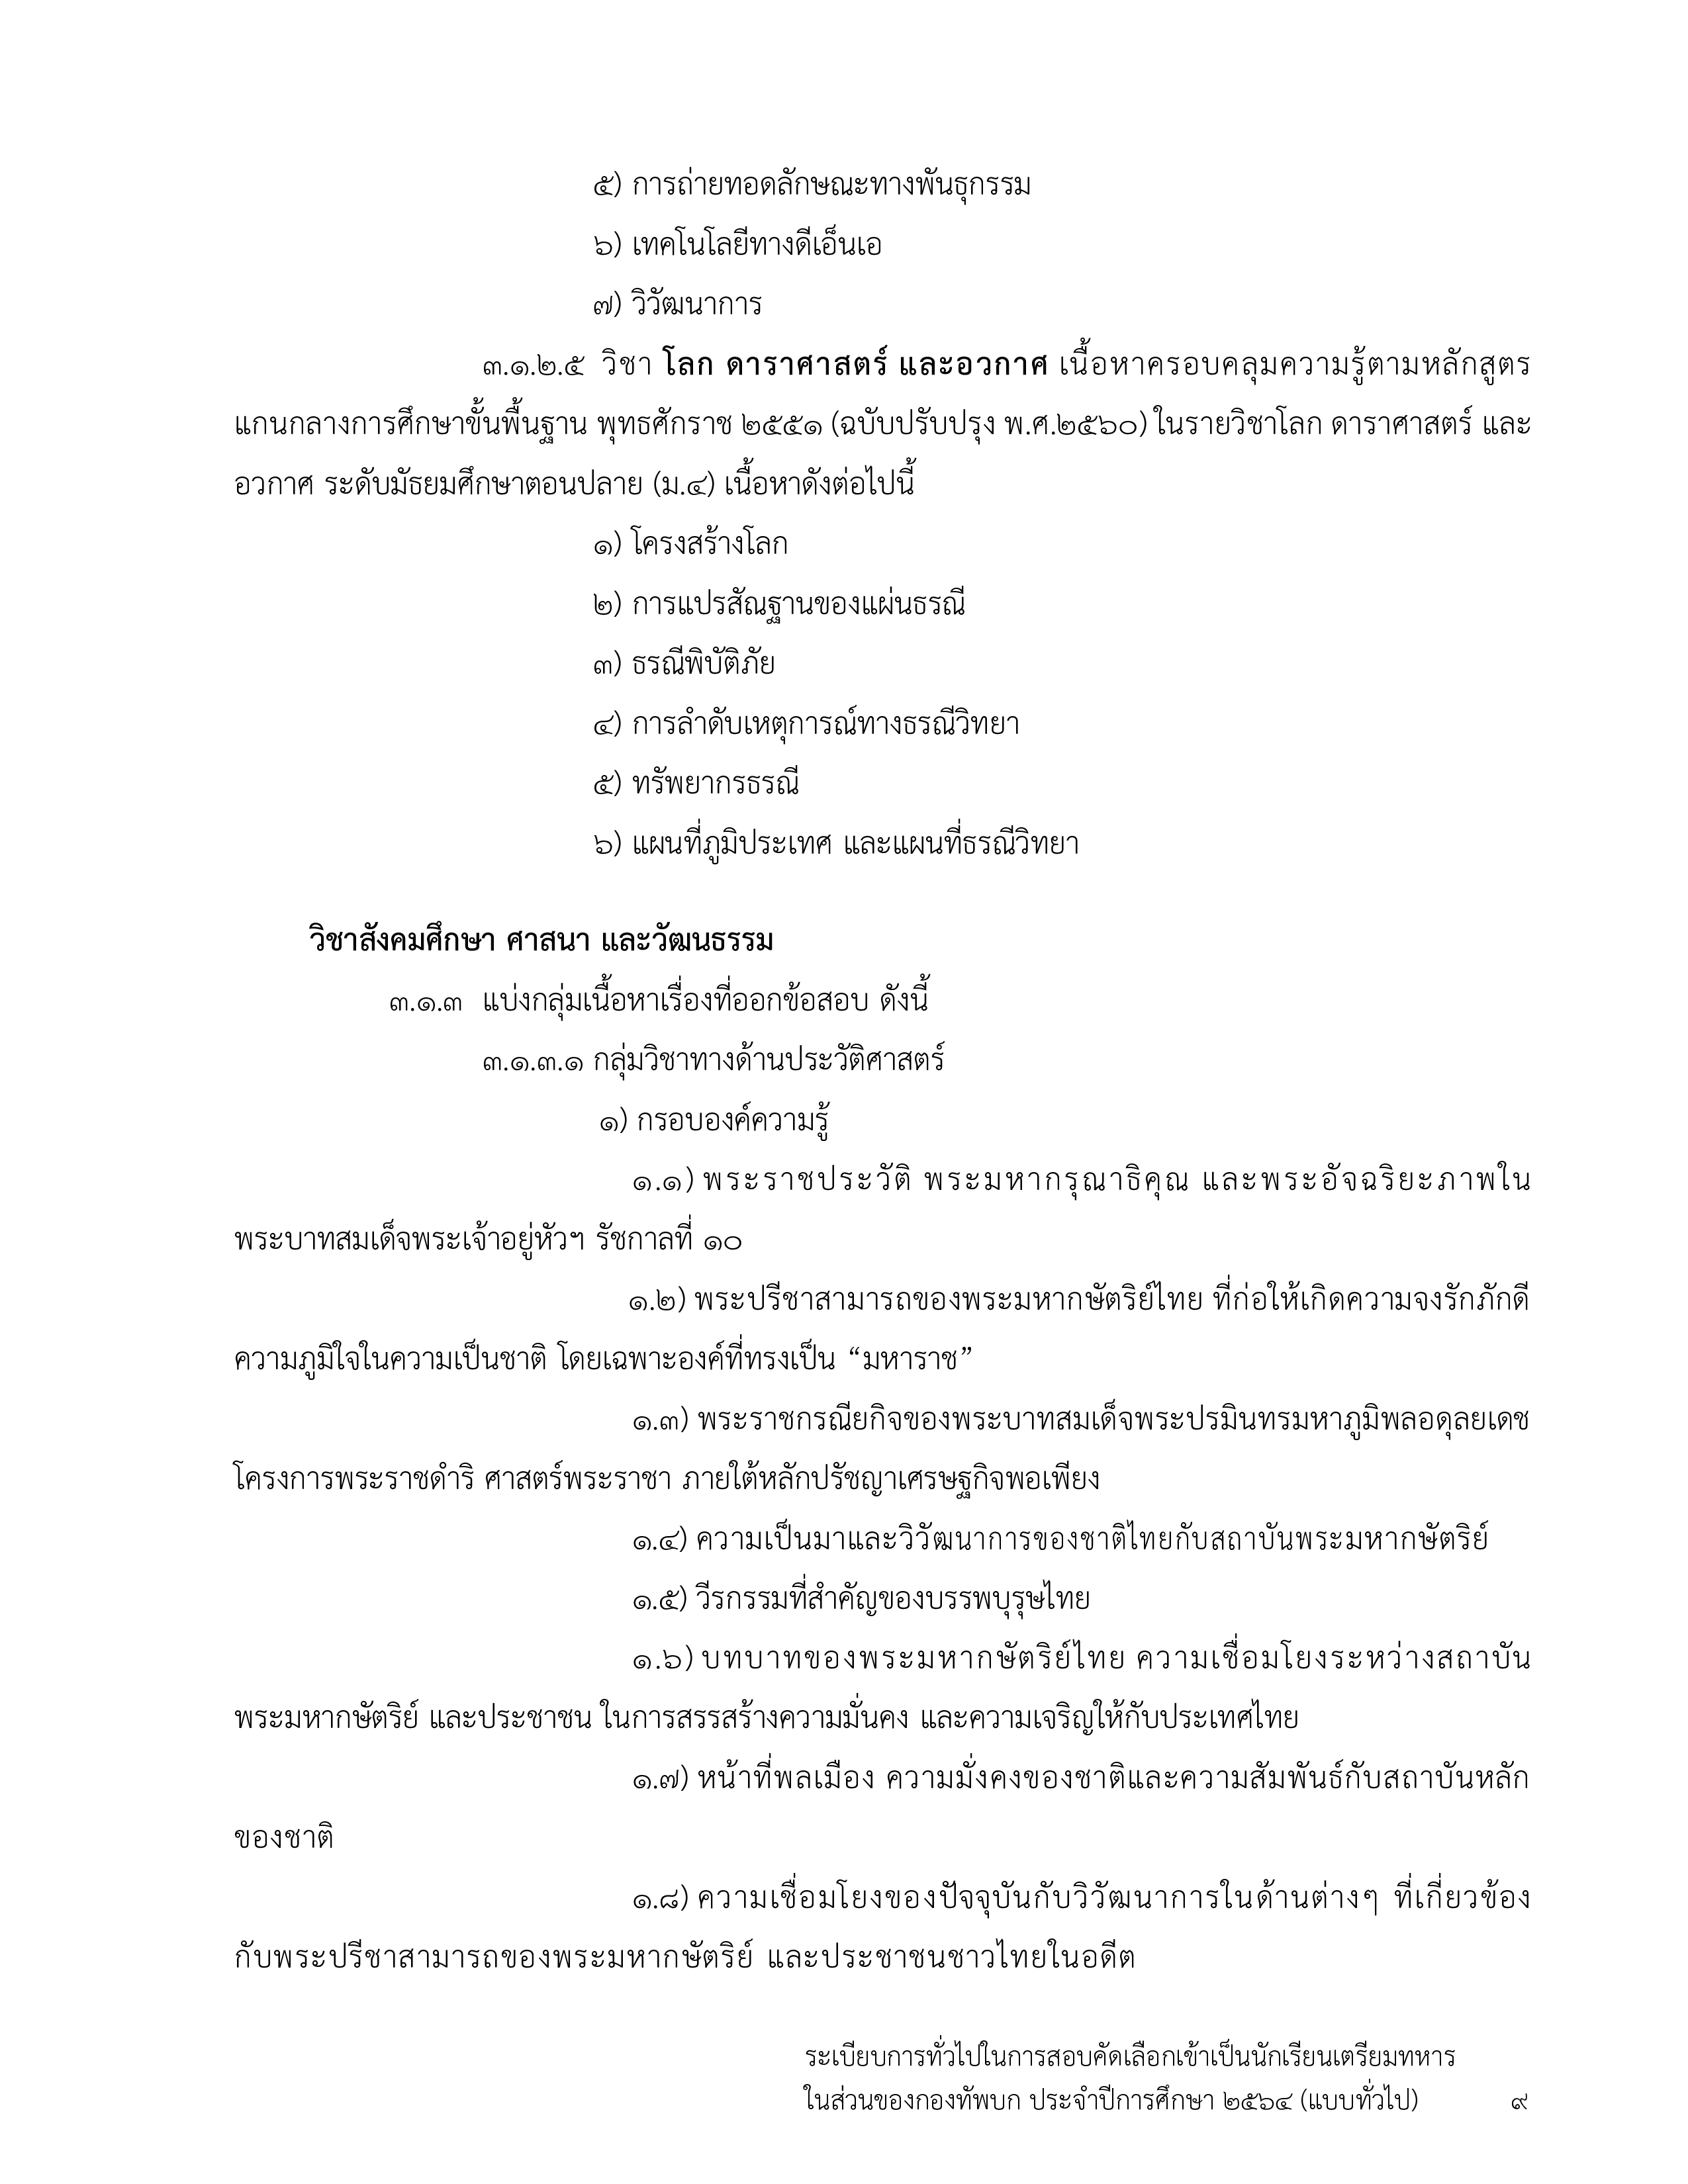 ๕) การถ่ายทอดลักษณะทางพันธุกรรม
๖) เทคโนโลยีทางดีเอ็นเอ
๗) วิวัฒนาการ
๓.๑.๒.๕ วิชา โลก ดาราศาสตร์ และอวกาศ เนื้อหาครอบคลุมความรู้ตามหลักสูตร
แกนกลางการศึกษาขั้นพื้นฐาน พุทธศักราช ๒๕๕๑ (ฉบับปรับปรุง พ.ศ.๒๕๖๐) ในรายวิชาโลก ดาราศาสตร์ และ
อวกาศ ระดับมัธยมศึกษาตอนปลาย (ม.๔) เนื้อหาดังต่อไปนี้
๑) โครงสร้างโลก
๒) การแปรสัณฐานของแผ่นธรณี
๓) ธรณีพิบัติภัย
๔) การลำดับเหตุการณ์ทางธรณีวิทยา
๕) ทรัพยากรธรณี
๖) แผนที่ภูมิประเทศ และแผนที่ธรณีวิทยา
วิชาสังคมศึกษา ศาสนา และวัฒนธรรม
๓.๑.๓ แบ่งกลุ่มเนื้อหาเรื่องที่ออกข้อสอบ ดังนี้
๓.๑.๓.๑ กลุ่มวิชาทางด้านประวัติศาสตร์
๑) กรอบองค์ความรู้
๑.๑) พระราชประวัติ พระมหากรุณาธิคุณ และพระอัจฉริยะภาพใน
พระบาทสมเด็จพระเจ้าอยู่หัวฯ รัชกาลที่ ๑๐
๑.๒) พระปรีชาสามารถของพระมหากษัตริย์ไทย ที่ก่อให้เกิดความจงรักภักดี
ความภูมิใจในความเป็นชาติ โดยเฉพาะองค์ที่ทรงเป็น “มหาราช”
๑.๓) พระราชกรณียกิจของพระบาทสมเด็จพระปรมินทรมหาภูมิพลอดุลยเดช
โครงการพระราชดำริ ศาสตร์พระราชา ภายใต้หลักปรัชญาเศรษฐกิจพอเพียง
๑.๔) ความเป็นมาและวิวัฒนาการของชาติไทยกับสถาบันพระมหากษัตริย์
๑.๕) วีรกรรมที่สำคัญของบรรพบุรุษไทย
๑.๖) บทบาทของพระมหากษัตริย์ไทย ความเชื่อมโยงระหว่างสถาบัน
พระมหากษัตริย์ และประชาชน ในการสรรสร้างความมั่นคง และความเจริญให้กับประเทศไทย
๑.๗) หน้าที่พลเมือง ความมั่งคงของชาติและความสัมพันธ์กับสถาบันหลัก
ของชาติ
๑.๘) ความเชื่อมโยงของปัจจุบันกับวิวัฒนาการในด้านต่างๆ ที่เกี่ยวข้อง
กับพระปรีชาสามารถของพระมหากษัตริย์ และประชาชนชาวไทยในอดีต
ระเบียบการทั่วไปในการสอบคัดเลือกเข้าเป็นนักเรียนเตรียมทหาร
ในส่วนของกองทัพบก ประจำปีการศึกษา ๒๕๖๔ (แบบทั่วไป) ๙